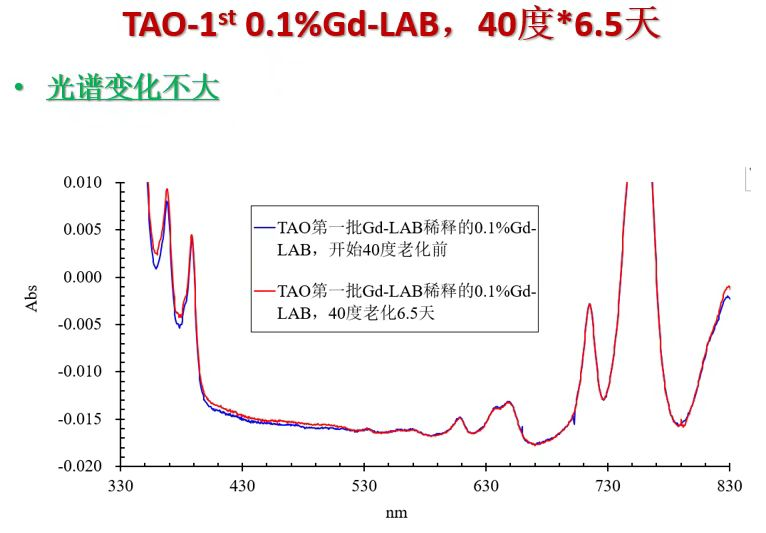 TAO-1st 0.1%Gd-LAB，40度*6.5天
• 光谱变化不大
0.010
0.005
0.000
-0.005
-0.010
-0.015
-0.020
Abs
TAO第一批Gd-LAB稀释的0.1%Gd-
LAB，开始40度老化前
TAO第一批Gd-LAB稀释的0.1%Gd-
LAB，40度老化6.5天
330 430 530 630 730 830
nm